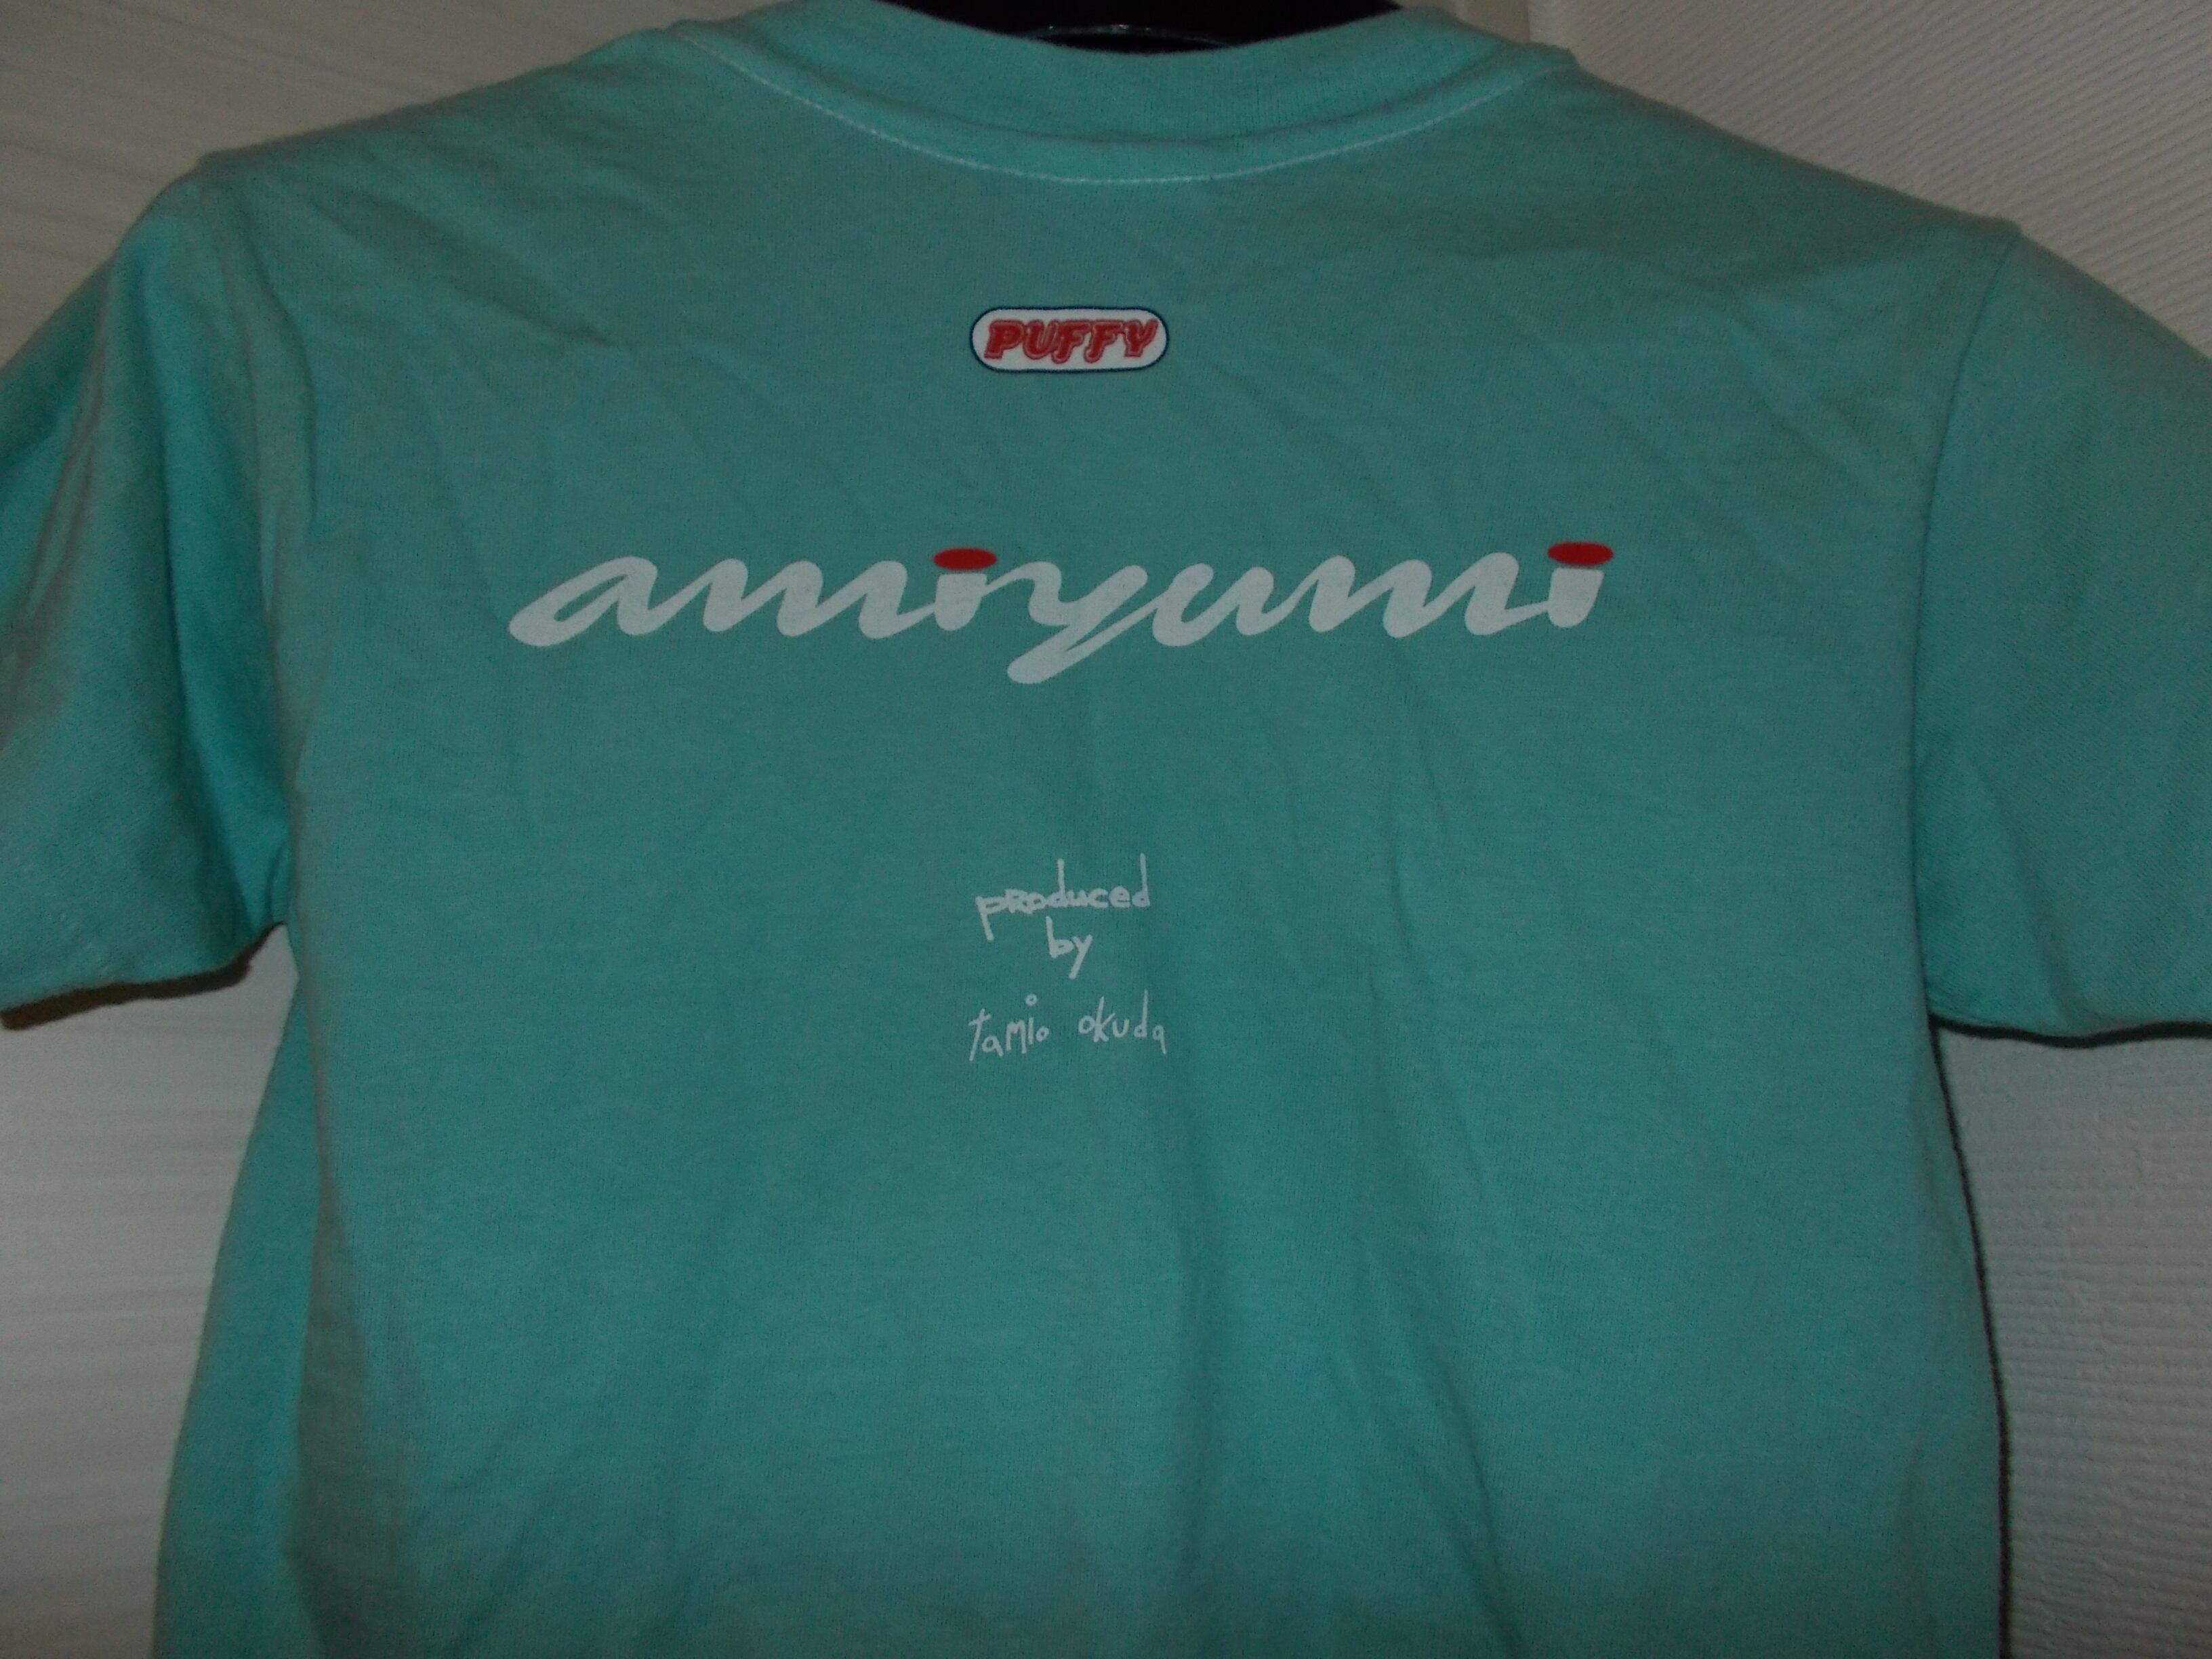 PUFFY
amiyumi
produced
by
tamio okuda